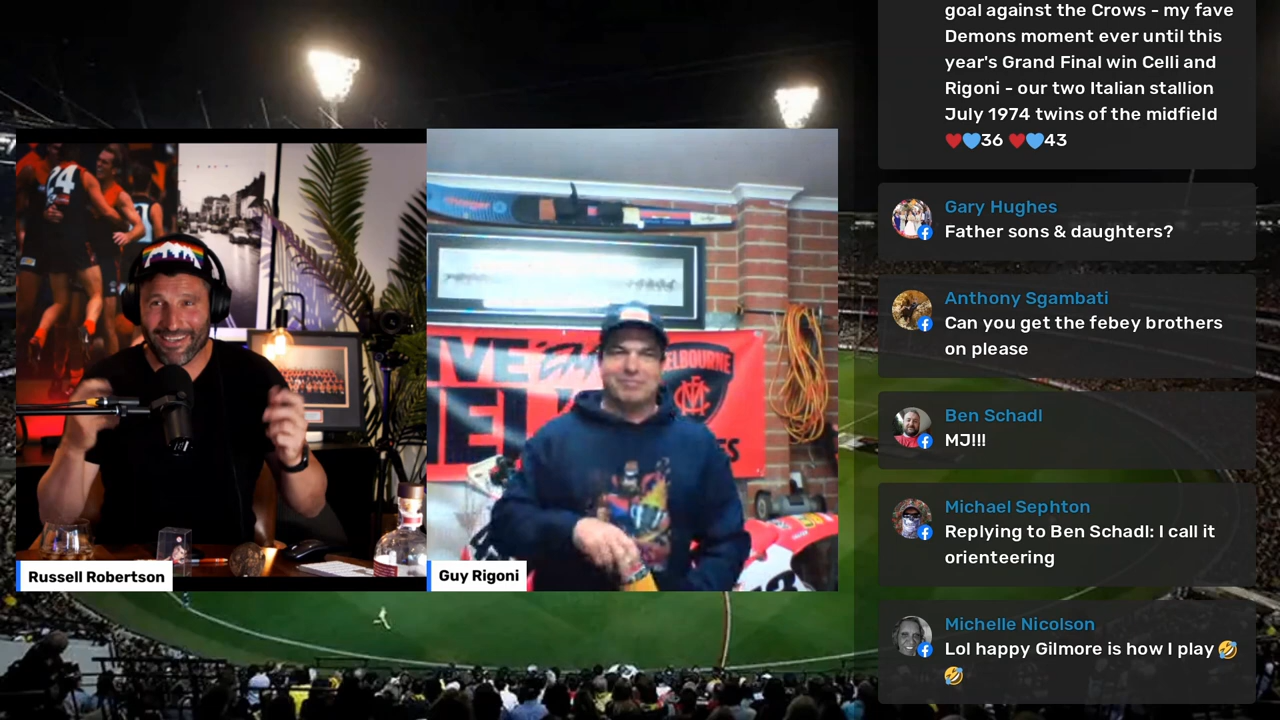 goal against the Crows - my fave
Demons moment ever until this
year's Grand Final win Celli and
Rigoni - our two Italian stallion
July 1974 twins of the midfield
❤️💙36 ❤️💙43
Gary Hughes
Father sons & daughters?
Anthony Sgambati
Can you get the febey brothers
on please
Ben Schadl
MJ!!!
Michael Sephton
Replying to Ben Schadl: I call it
orienteering
Michelle Nicolson
Lol happy Gilmore is how I play 🤣
🤣
24
ELBOURNE
Russell Robertson
Guy Rigoni